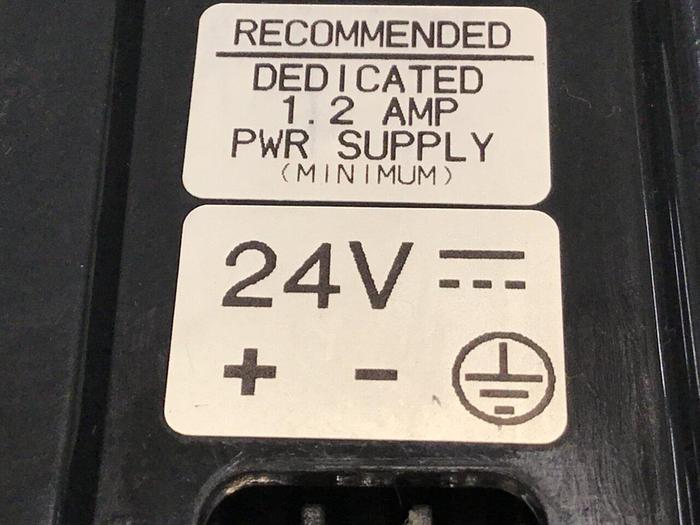 RECOMMENDED
DEDICATED
1.2 AMP
PWR SUPPLY
(MINIMUM)
24V
+ -